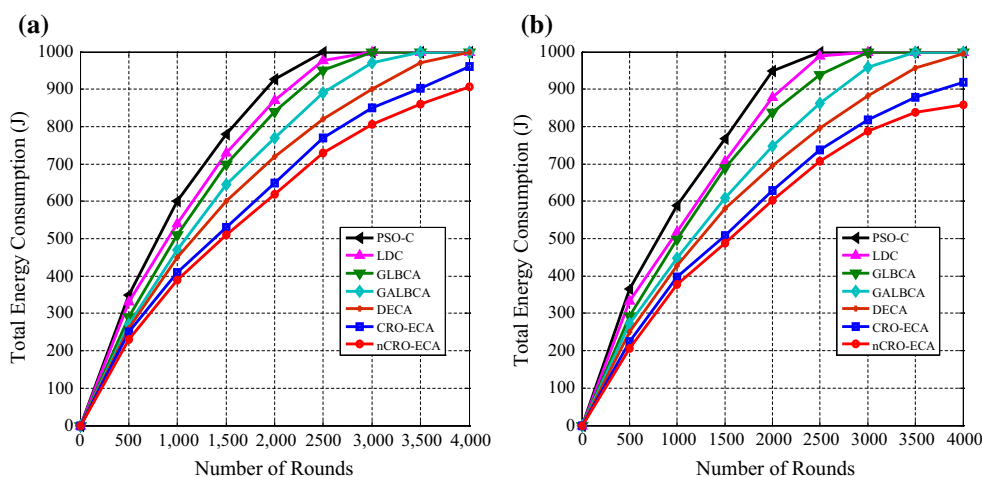 (a)
Total Energy Consumption (J)
1000
900
800
700
600
500
400
300
200
100
0
0 500 1,000 1,500 2,000 2,500 3,000 3,500 4,000
Number of Rounds
PSO-C
LDC
GLBCA
GALBCA
DECA
CRO-ECA
nCRO-ECA
(b)
Total Energy Consumption (J)
1000
900
800
700
600
500
400
300
200
100
0
0 500 1000 1500 2000 2500 3000 3500 4000
Number of Rounds
PSO-C
LDC
GLBCA
GALBCA
DECA
CRO-ECA
nCRO-ECA